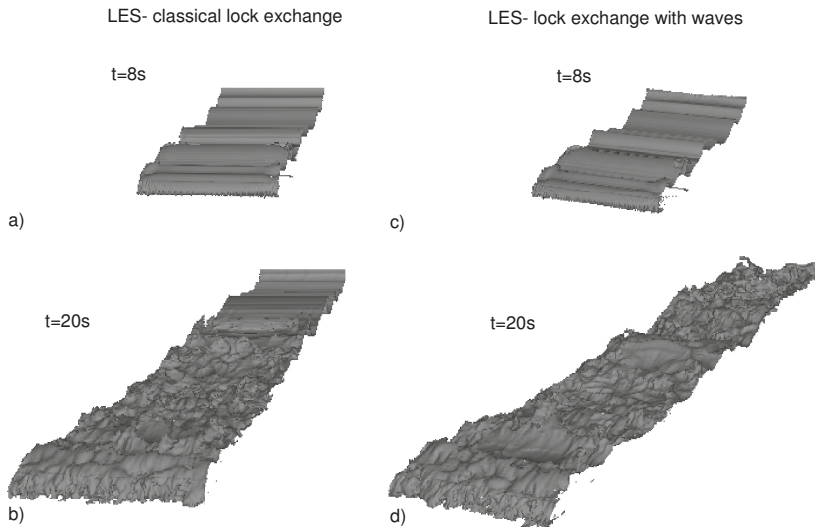 LES- classical lock exchange
LES- lock exchange with waves
t=8s
t=8s
a)
c)
t=20s
t=20s
b)
d)